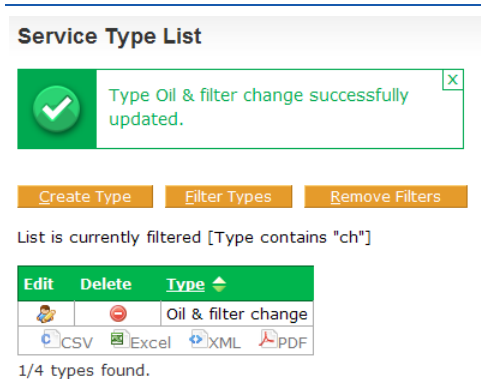 Service Type List
X
Type Oil & filter change successfully
updated.
Create Type Filter Types Remove Filters
List is currently filtered [Type contains "ch"]
Edit Delete Type
Oil & filter change
CSV Excel XML PDF
1/4 types found.